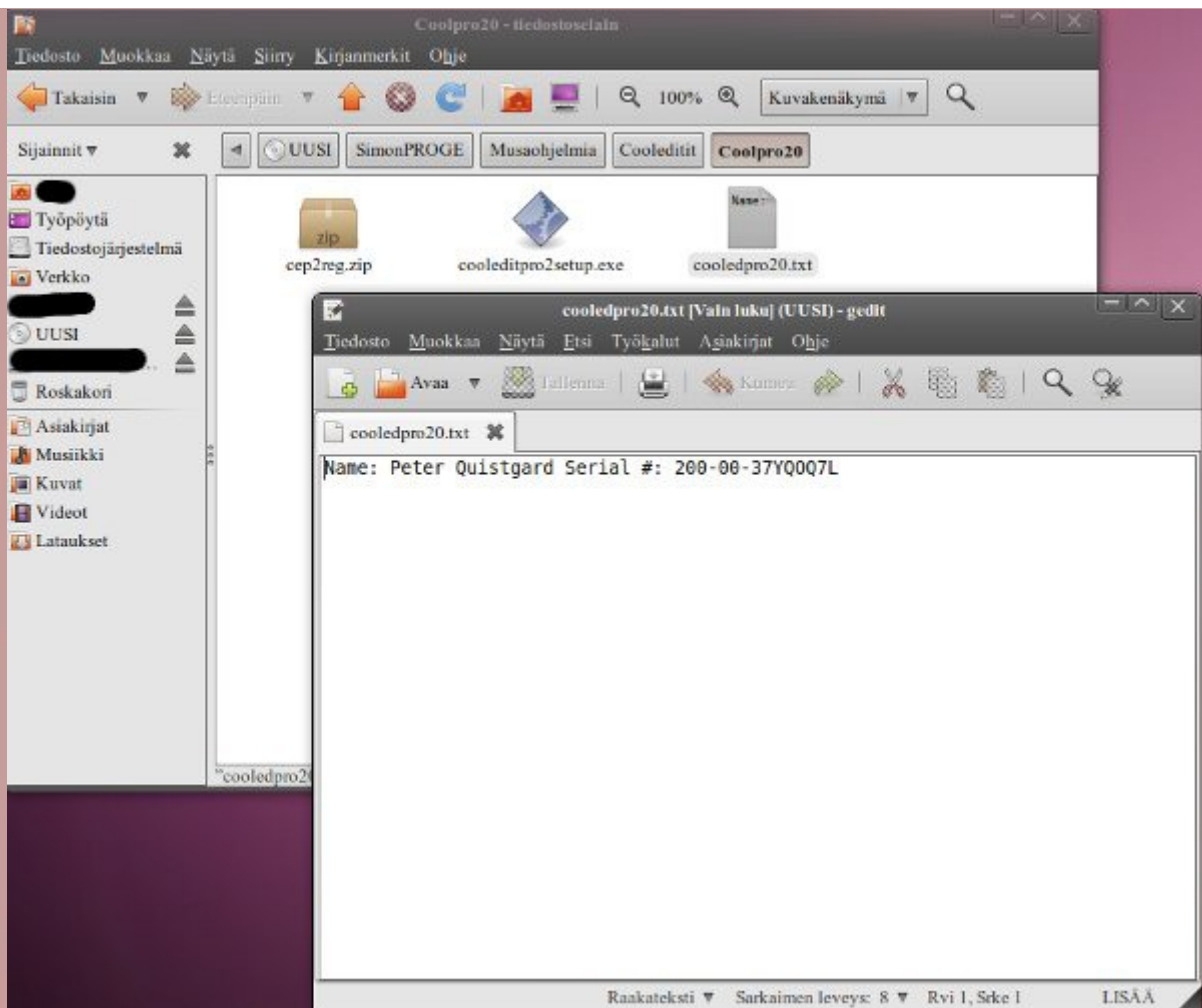 Coolpro20 - tiedostoselain
Tiedosto Muokkaa Näytä Siirry Kirjanmerkit Ohje
Takaisin Eteenpäin 100% Kuvakenäkymä
Sijainnit UUSI SimonPROGE Musaohjelmia Cooleditit Coolpro20
Työpöytä
Tiedostojärjestelmä
Verkko
UUSI
Roskakori
Asiakirjat
Musiikki
Kuvat
Videot
Lataukset
zip
Name:
cep2reg.zip cooleditpro2setup.exe cooledpro20.txt
"cooledpro20
cooledpro20.txt [Vain luku] (UUSI) - gedit
Tiedosto Muokkaa Näytä Etsi Työkalut Asiakirjat Ohje
Avaa Tallenna Kumoa
cooledpro20.txt
Name: Peter Quistgard Serial #: 200-00-37YQOQ7L
Raakateksti Sarkaimen leveys: 8 Rvi 1, Srke 1 LISÄÄ